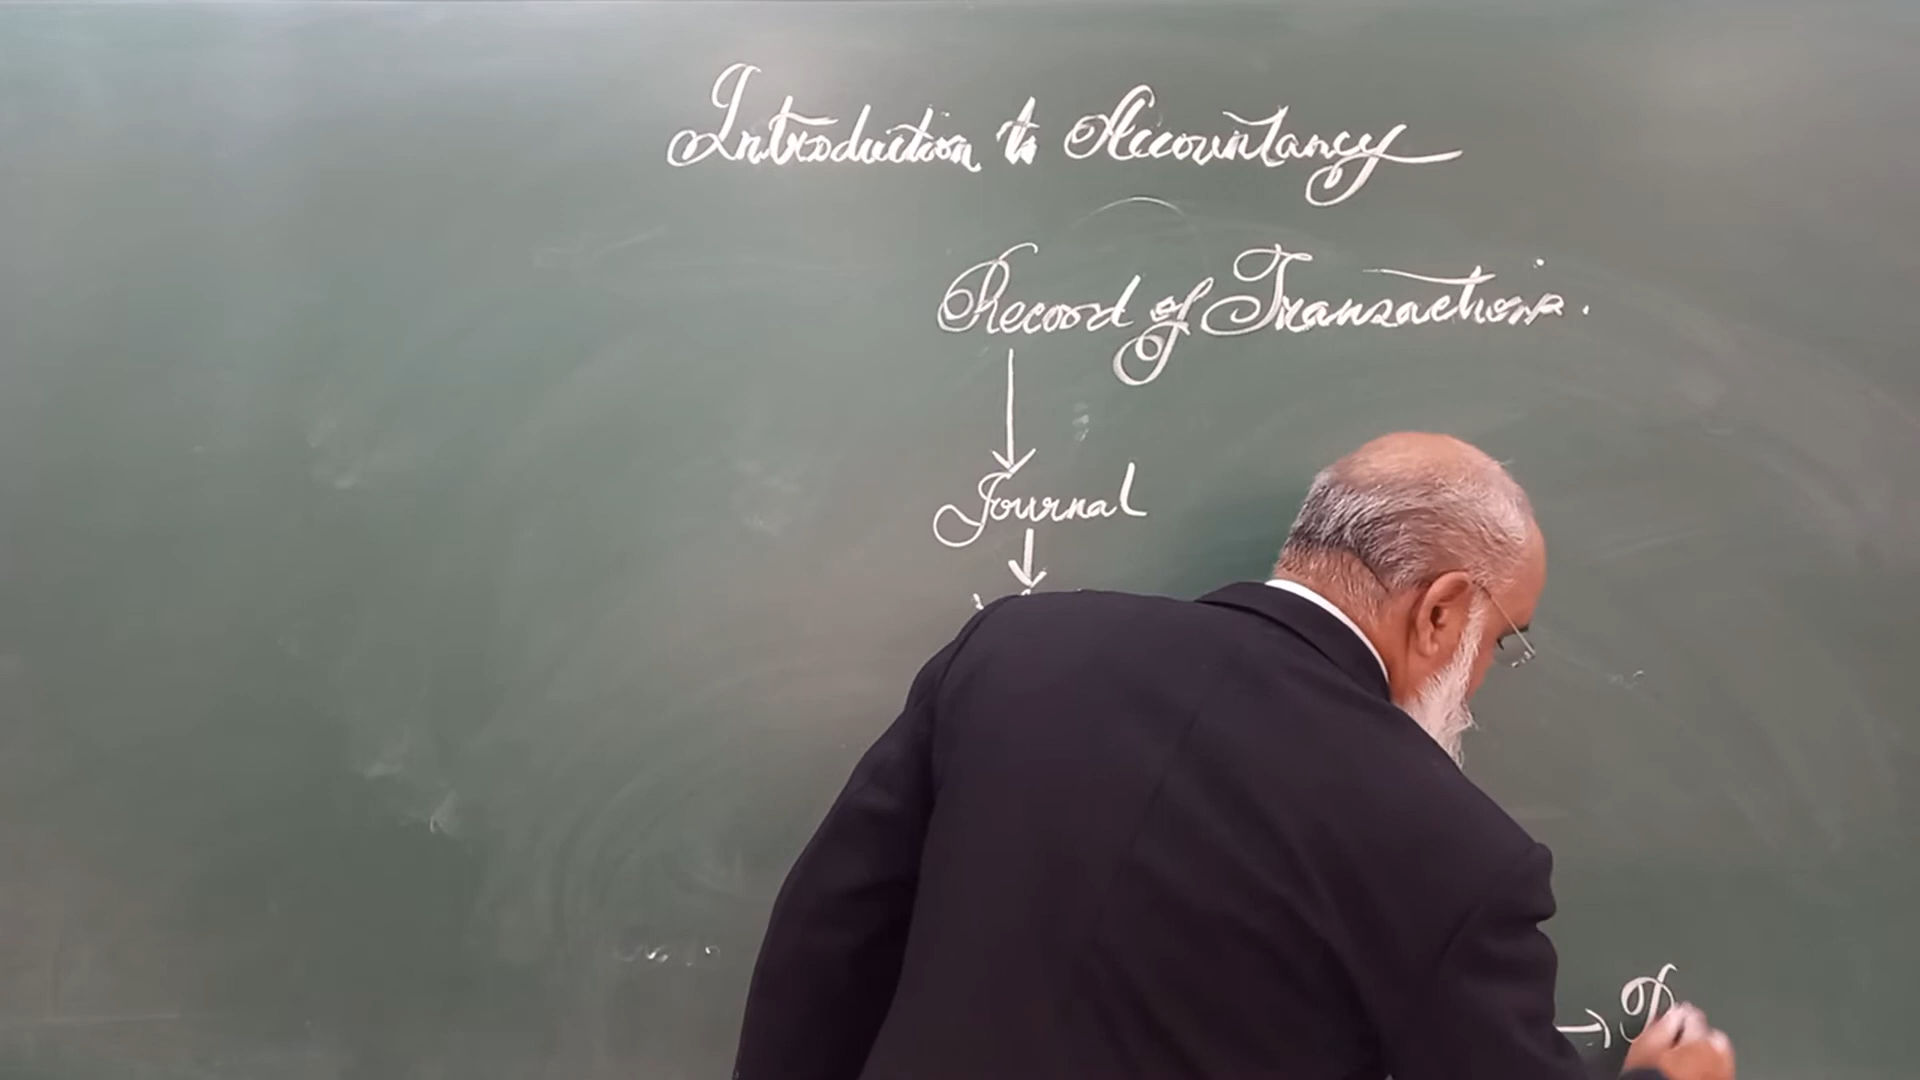 Introduction to Accountancy
Record of Transactions.
Journal